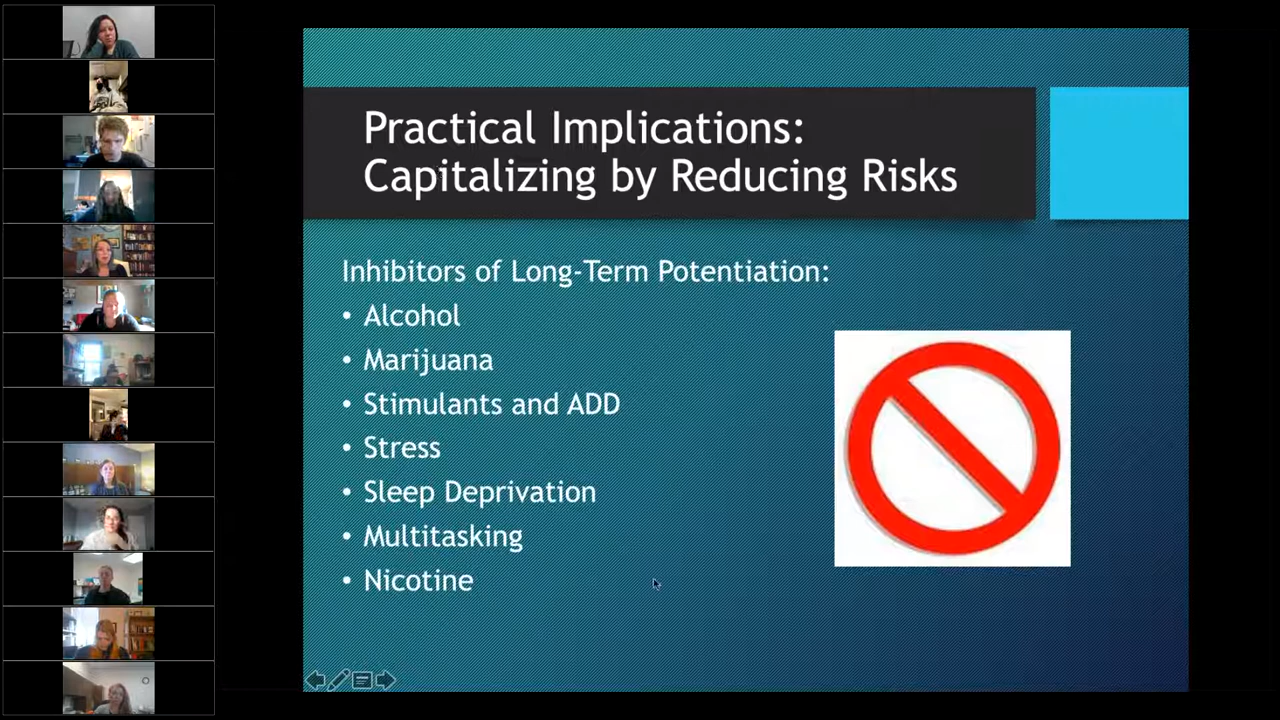 Practical Implications:
Capitalizing by Reducing Risks
Inhibitors of Long-Term Potentiation:
• Alcohol
• Marijuana
• Stimulants and ADD
• Stress
• Sleep Deprivation
• Multitasking
• Nicotine